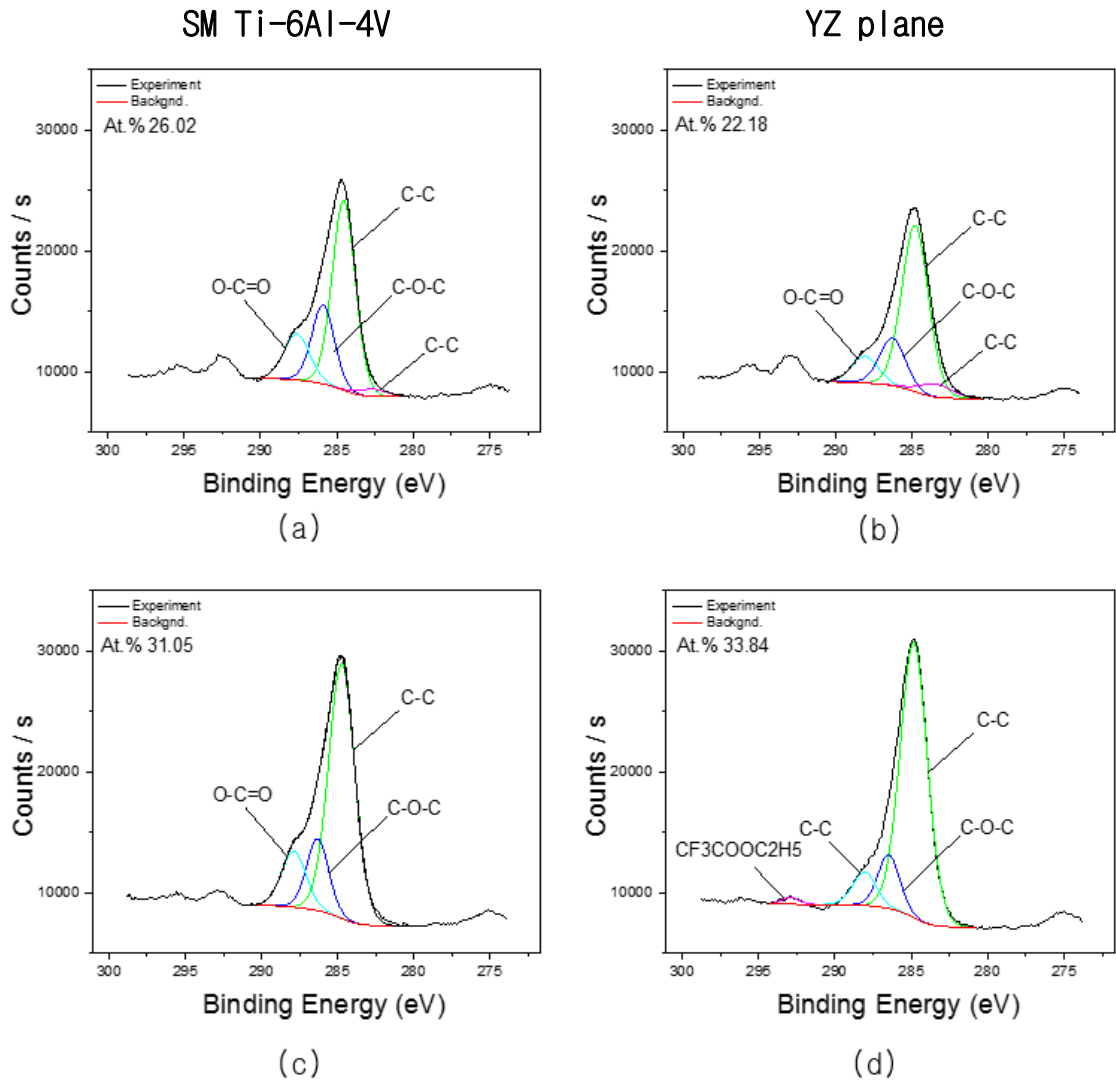 SM Ti-6Al-4V
YZ plane
Experiment
Backgnd.
At.% 26.02
C-C
O-C=O
C-O-C
C-C
30000
20000
10000
Counts / s
300 295 290 285 280 275
Binding Energy (eV)
(a)
Experiment
Backgnd.
At.% 22.18
C-C
O-C=O
C-O-C
C-C
30000
20000
10000
Counts / s
300 295 290 285 280 275
Binding Energy (eV)
(b)
Experiment
Backgnd.
At.% 31.05
C-C
O-C=O
C-O-C
30000
20000
10000
Counts / s
300 295 290 285 280 275
Binding Energy (eV)
(c)
Experiment
Backgnd.
At.% 33.84
C-C
C-C
C-O-C
CF3COOC2H5
30000
20000
10000
Counts / s
300 295 290 285 280 275
Binding Energy (eV)
(d)